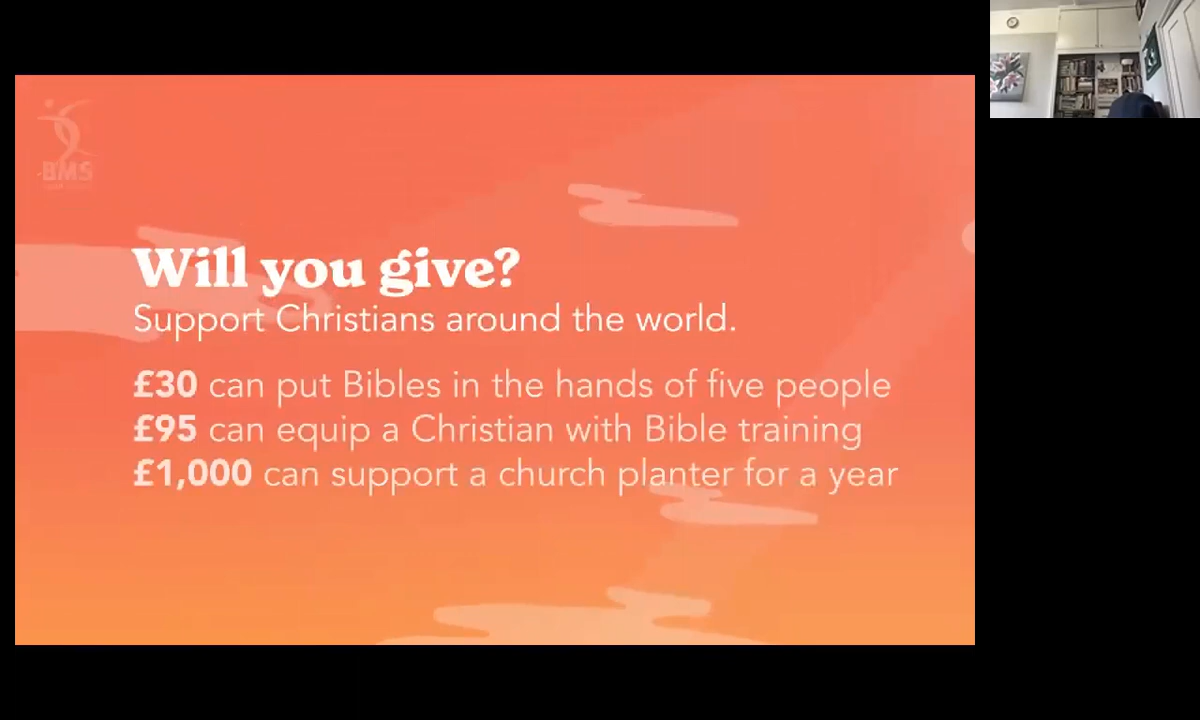 BMS
Will you give?
Support Christians around the world.
£30 can put Bibles in the hands of five people
£95 can equip a Christian with Bible training
£1,000 can support a church planter for a year